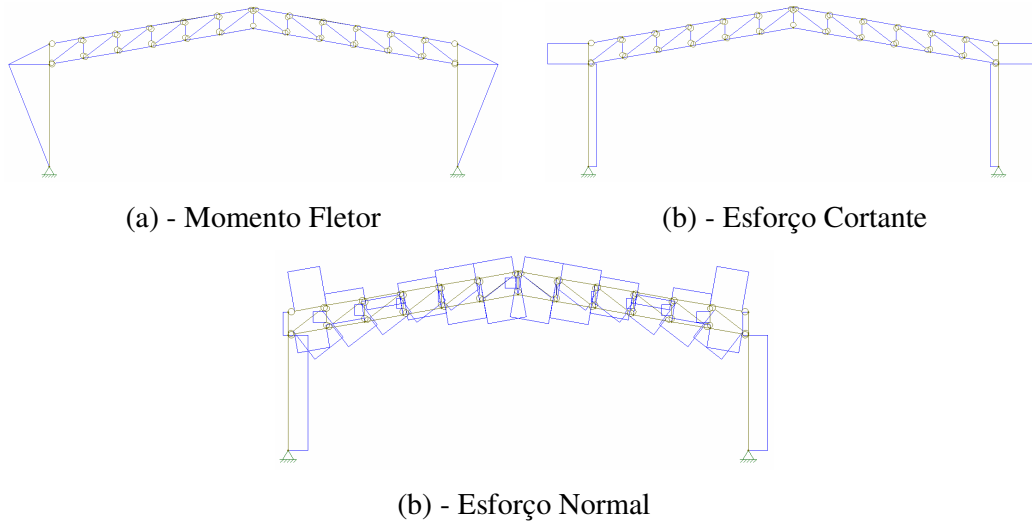 (a) - Momento Fletor
(b) - Esforço Cortante
(b) - Esforço Normal